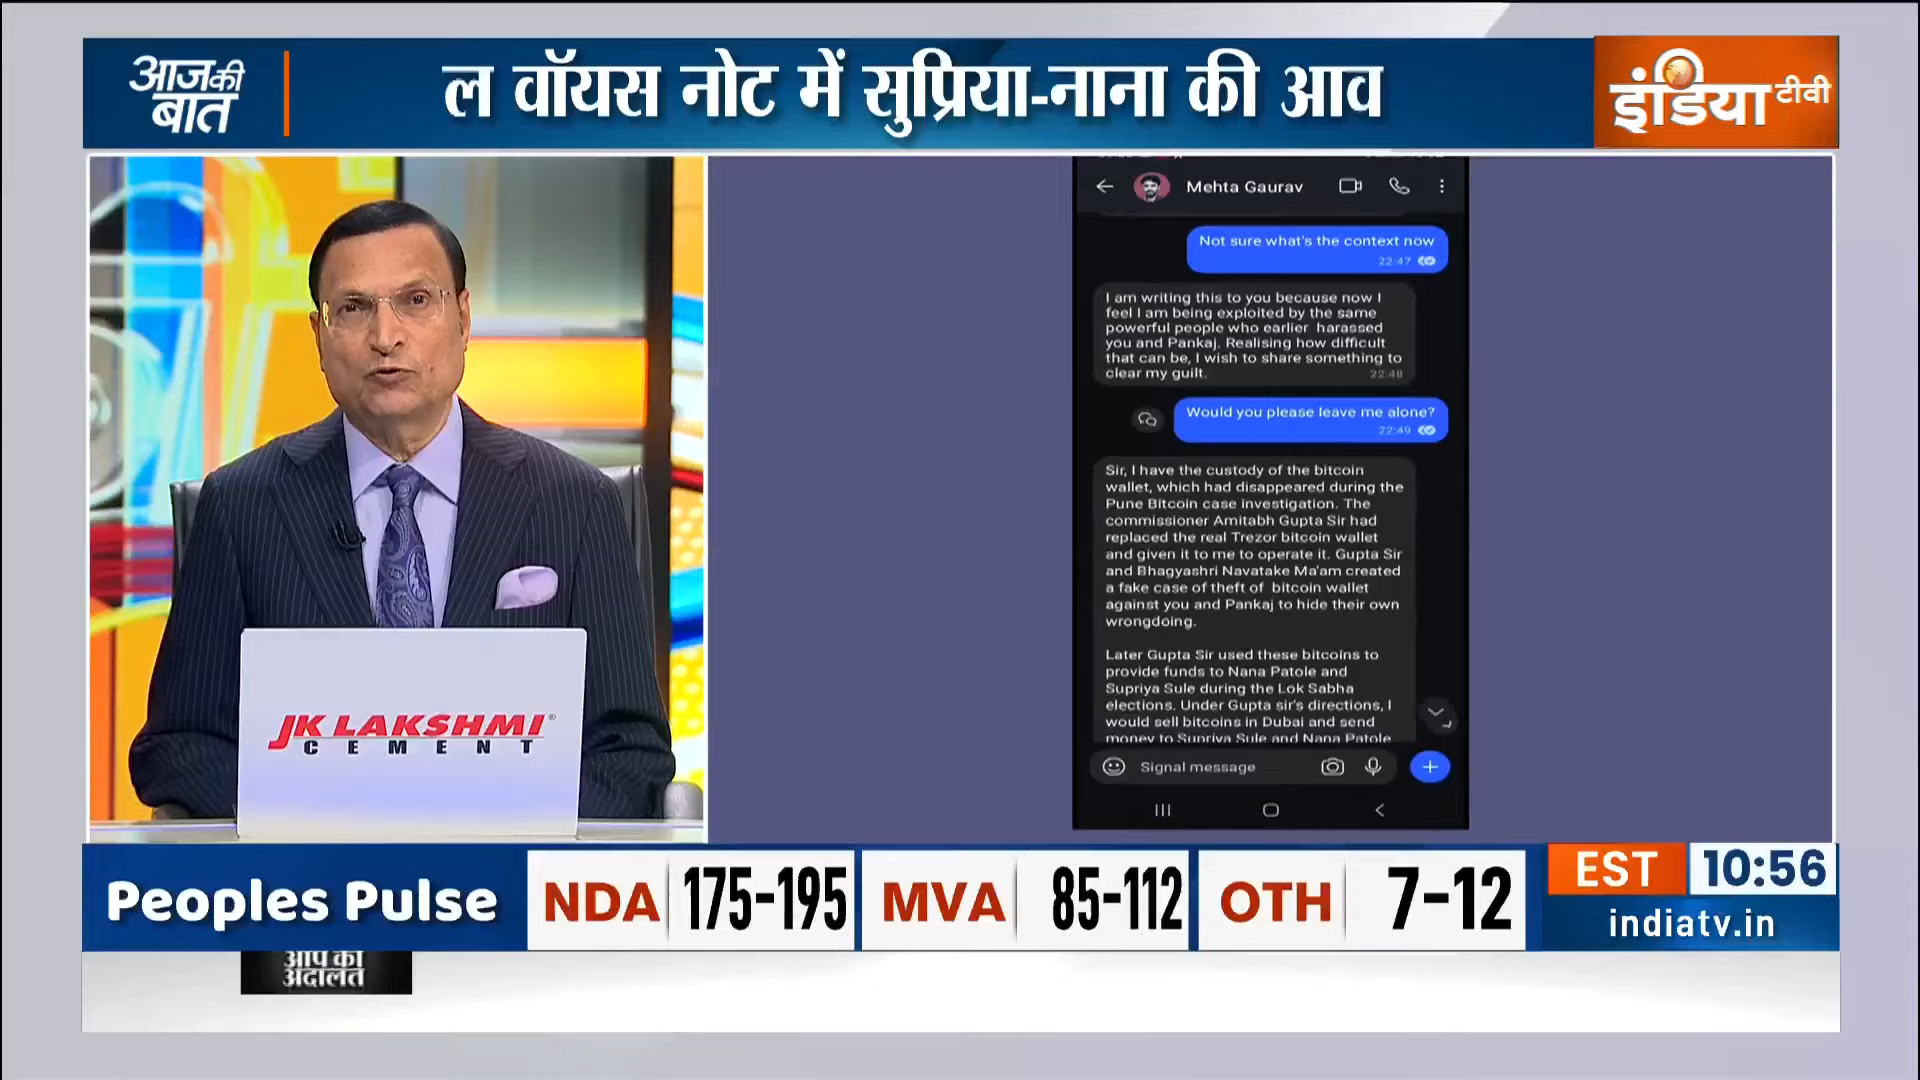 आज की
बात
ल वॉयस नोट में सुप्रिया-नाना की आव
इंडिया टीवी
Mehta Gaurav
Not sure what's the context now
22:47
I am writing this to you because now I
feel I am being exploited by the same
powerful people who earlier harassed
you and Pankaj. Realising how difficult
that can be, I wish to share something to
clear my guilt.
22:48
Would you please leave me alone?
22:49
Sir, I have the custody of the bitcoin
wallet, which had disappeared during the
Pune Bitcoin case investigation. The
commissioner Amitabh Gupta Sir had
replaced the real Trezor bitcoin wallet
and given it to me to operate it. Gupta Sir
and Bhagyashri Navatake Ma'am created
a fake case of theft of bitcoin wallet
against you and Pankaj to hide their own
wrongdoing.
Later Gupta Sir used these bitcoins to
provide funds to Nana Patole and
Supriya Sule during the Lok Sabha
elections. Under Gupta sir's directions, I
would sell bitcoins in Dubai and send
money to Supriya Sule and Nana Patole
Signal message
JK LAKSHMI
CEMENT
Peoples Pulse NDA 175-195 MVA 85-112 OTH 7-12
EST 10:56
indiatv.in
आप की
अदालत